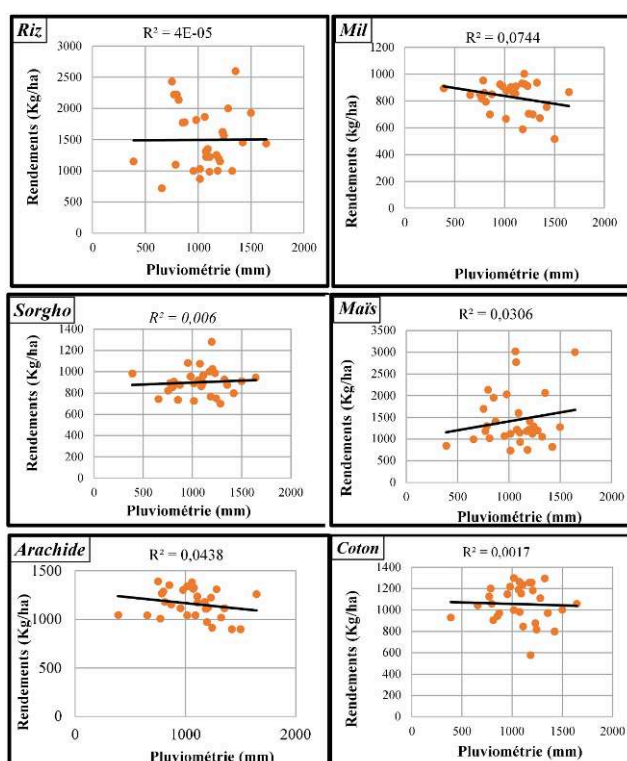 Riz
R² = 4E-05
Rendements (Kg/ha)
3000
2500
2000
1500
1000
500
0
0 500 1000 1500 2000
Pluviométrie (mm)
Mil
R² = 0,0744
Rendements (kg/ha)
1200
1000
800
600
400
200
0
0 500 1000 1500 2000
Pluviométrie (mm)
Sorgho
R² = 0,006
Rendements (Kg/ha)
1400
1200
1000
800
600
400
200
0
0 500 1000 1500 2000
Pluviométrie (mm)
Maïs
R² = 0,0306
Rendements (Kg/ha)
3500
3000
2500
2000
1500
1000
500
0
0 500 1000 1500 2000
Pluviométrie (mm)
Arachide
R² = 0,0438
Rendements (Kg/ha)
1500
1000
500
0
0 1000 2000
Pluviométrie (mm)
Coton
R² = 0,0017
Rendements (Kg/ha)
1400
1200
1000
800
600
400
200
0
0 500 1000 1500 2000
Pluviométrie (mm)